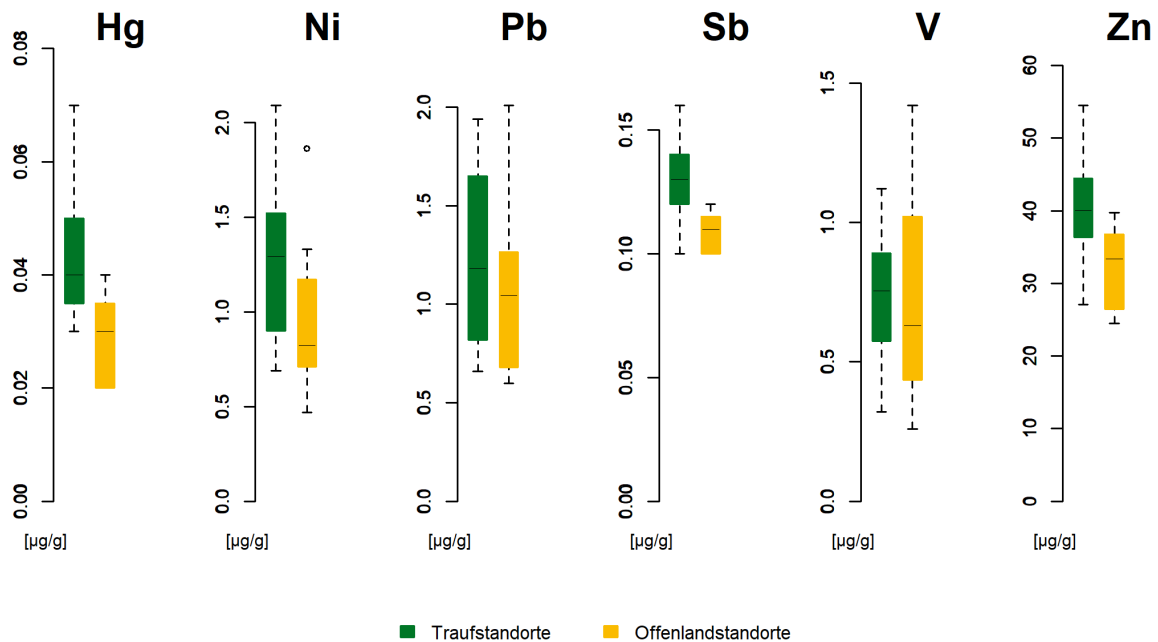 Hg Ni Pb Sb V Zn
0.00 0.02 0.04 0.06 0.08
0.0 0.5 1.0 1.5 2.0
0.0 0.5 1.0 1.5 2.0
0.00 0.05 0.10 0.15
0.0 0.5 1.0 1.5
0 10 20 30 40 50 60
[µg/g] [µg/g] [µg/g] [µg/g] [µg/g] [µg/g]
Traufstandorte Offenlandstandorte